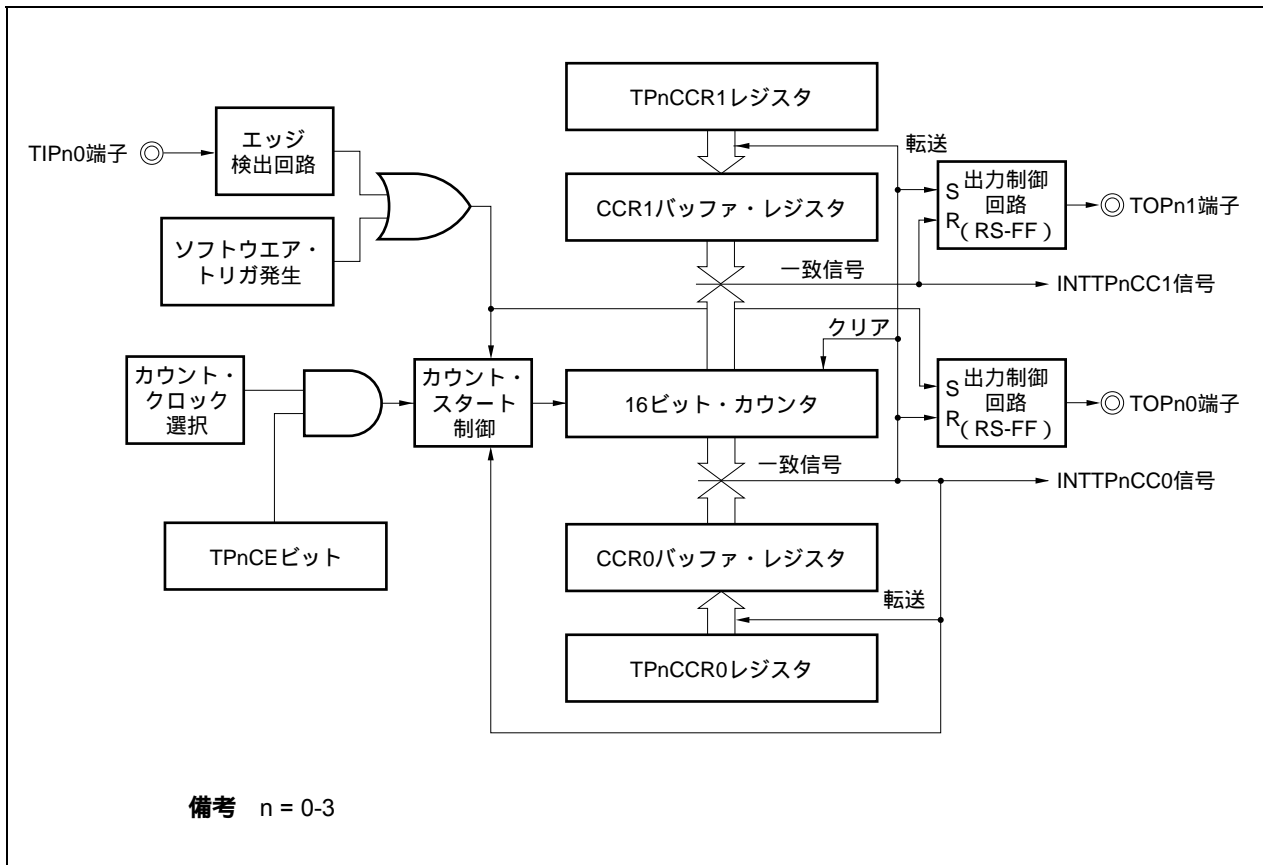 TPnCCR1レジスタ
TIPn0端子
エッジ
検出回路
転送
CCR1バッファ・レジスタ
S
R
出力制御
回路
(RS-FF)
TOPn1端子
ソフトウエア・
トリガ発生
一致信号
INTTPnCC1信号
クリア
カウント・
クロック
選択
カウント・
スタート
制御
16ビット・カウンタ
S
R
出力制御
回路
(RS-FF)
TOPn0端子
一致信号
INTTPnCC0信号
TPnCEビット
CCR0バッファ・レジスタ
転送
TPnCCR0レジスタ
備考 n = 0-3